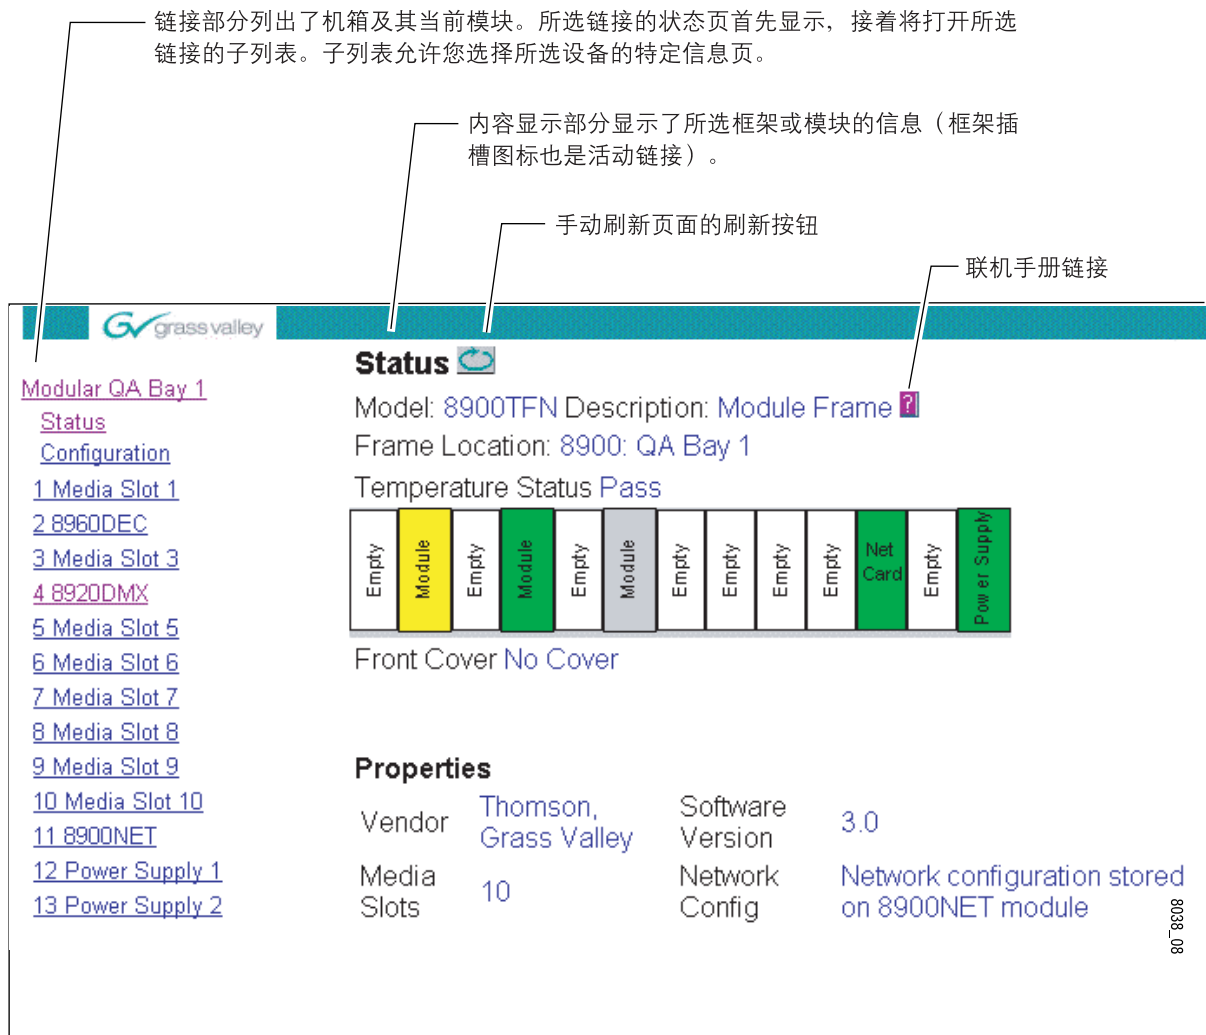 链接部分列出了机箱及其当前模块。所选链接的状态页首先显示，接着将打开所选
链接的子列表。子列表允许您选择所选设备的特定信息页。
内容显示部分显示了所选框架或模块的信息（框架插
槽图标也是活动链接）。
手动刷新页面的刷新按钮
联机手册链接
GV grass valley
Modular QA Bay 1
Status
Configuration
1 Media Slot 1
2 8960DEC
3 Media Slot 3
4 8920DMX
5 Media Slot 5
6 Media Slot 6
7 Media Slot 7
8 Media Slot 8
9 Media Slot 9
10 Media Slot 10
11 8900NET
12 Power Supply 1
13 Power Supply 2
Status
Model: 8900TFN Description: Module Frame ?
Frame Location: 8900: QA Bay 1
Temperature Status Pass
Empty
Module
Empty
Module
Empty
Module
Empty
Empty
Empty
Empty
Net
Card
Empty
Power Supply
Front Cover No Cover
Properties
Vendor
Thomson,
Grass Valley
Software
Version
3.0
Media
Slots
10
Network
Config
Network configuration stored
on 8900NET module
8038_08